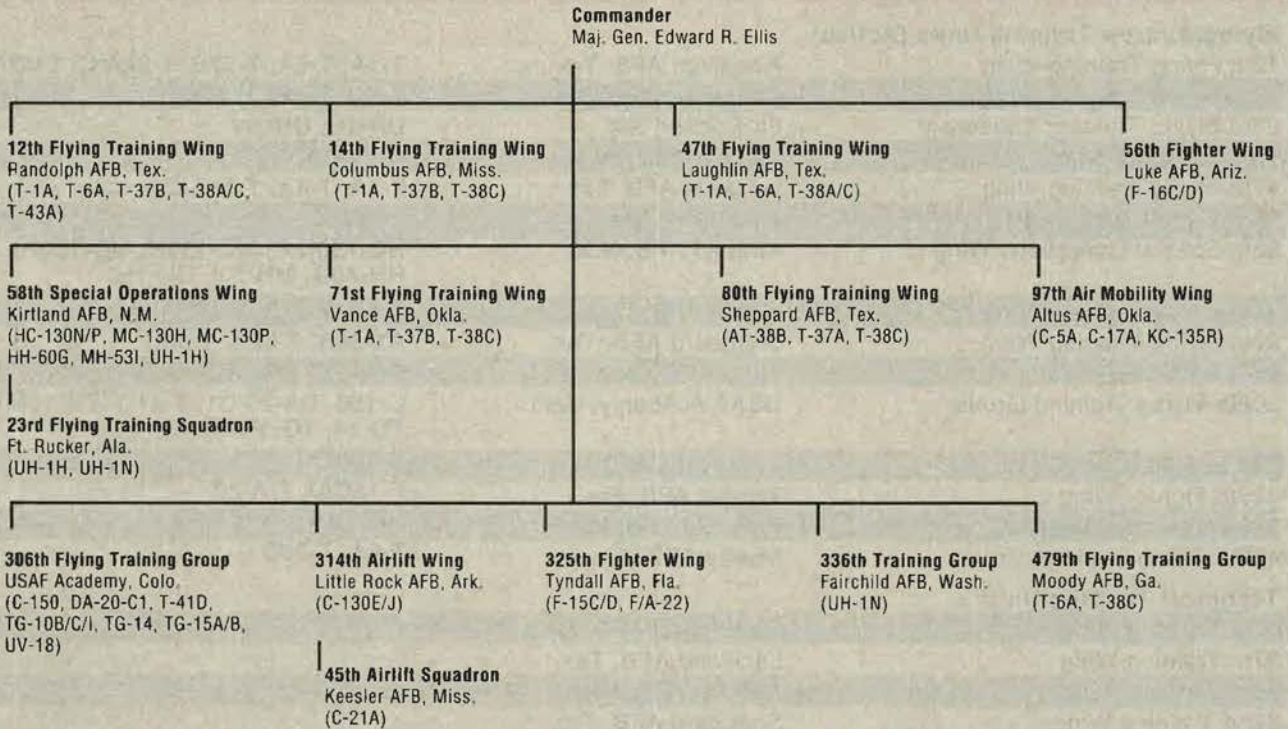 Commander
Maj. Gen. Edward R. Ellis
12th Flying Training Wing
Randolph AFB, Tex.
(T-1A, T-6A, T-37B, T-38A/C,
T-43A)
14th Flying Training Wing
Columbus AFB, Miss.
(T-1A, T-37B, T-38C)
47th Flying Training Wing
Laughlin AFB, Tex.
(T-1A, T-6A, T-38A/C)
56th Fighter Wing
Luke AFB, Ariz.
(F-16C/D)
58th Special Operations Wing
Kirtland AFB, N.M.
(HC-130N/P, MC-130H, MC-130P,
HH-60G, MH-53I, UH-1H)
71st Flying Training Wing
Vance AFB, Okla.
(T-1A, T-37B, T-38C)
80th Flying Training Wing
Sheppard AFB, Tex.
(AT-38B, T-37A, T-38C)
97th Air Mobility Wing
Altus AFB, Okla.
(C-5A, C-17A, KC-135R)
23rd Flying Training Squadron
Ft. Rucker, Ala.
(UH-1H, UH-1N)
306th Flying Training Group
USAF Academy, Colo.
(C-150, DA-20-C1, T-41D,
TG-10B/C/I, TG-14, TG-15A/B,
UV-18)
314th Airlift Wing
Little Rock AFB, Ark.
(C-130E/J)
325th Fighter Wing
Tyndall AFB, Fla.
(F-15C/D, F/A-22)
336th Training Group
Fairchild AFB, Wash.
(UH-1N)
479th Flying Training Group
Moody AFB, Ga.
(T-6A, T-38C)
45th Airlift Squadron
Keesler AFB, Miss.
(C-21A)